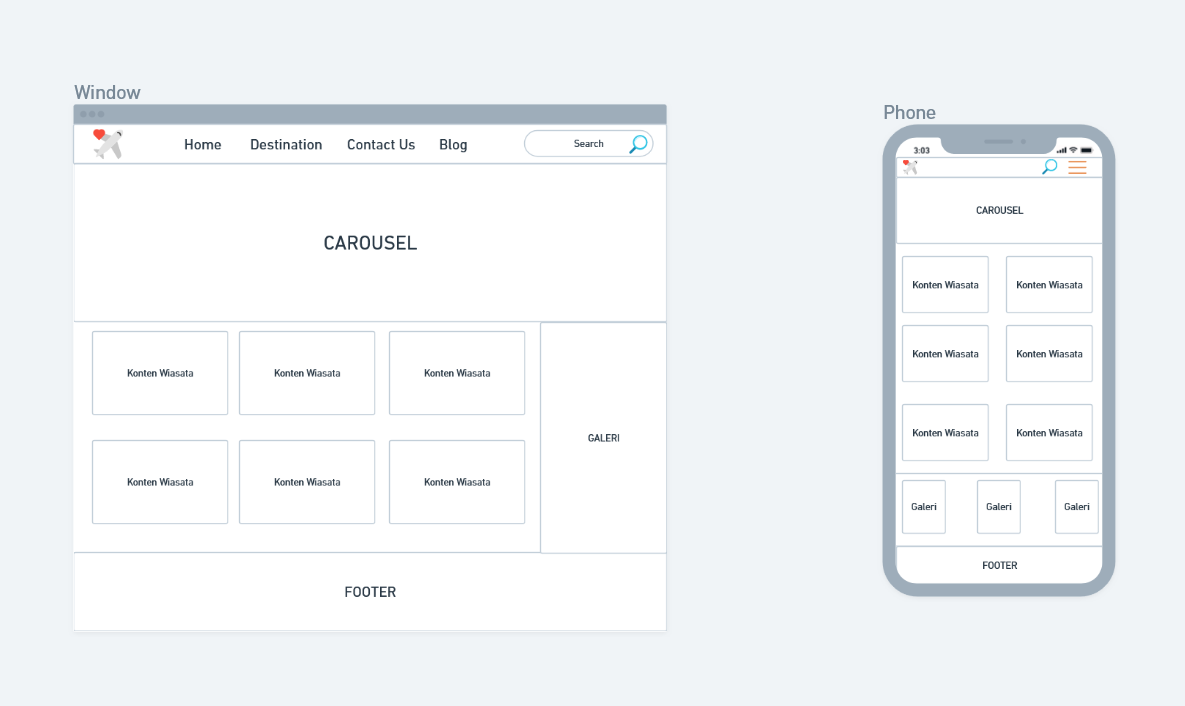 Window
Home Destination Contact Us Blog Search
CAROUSEL
Konten Wiasata Konten Wiasata Konten Wiasata
GALERI
Konten Wiasata Konten Wiasata Konten Wiasata
FOOTER
Phone
3:03
CAROUSEL
Konten Wiasata Konten Wiasata
Konten Wiasata Konten Wiasata
Konten Wiasata Konten Wiasata
Galeri Galeri Galeri
FOOTER